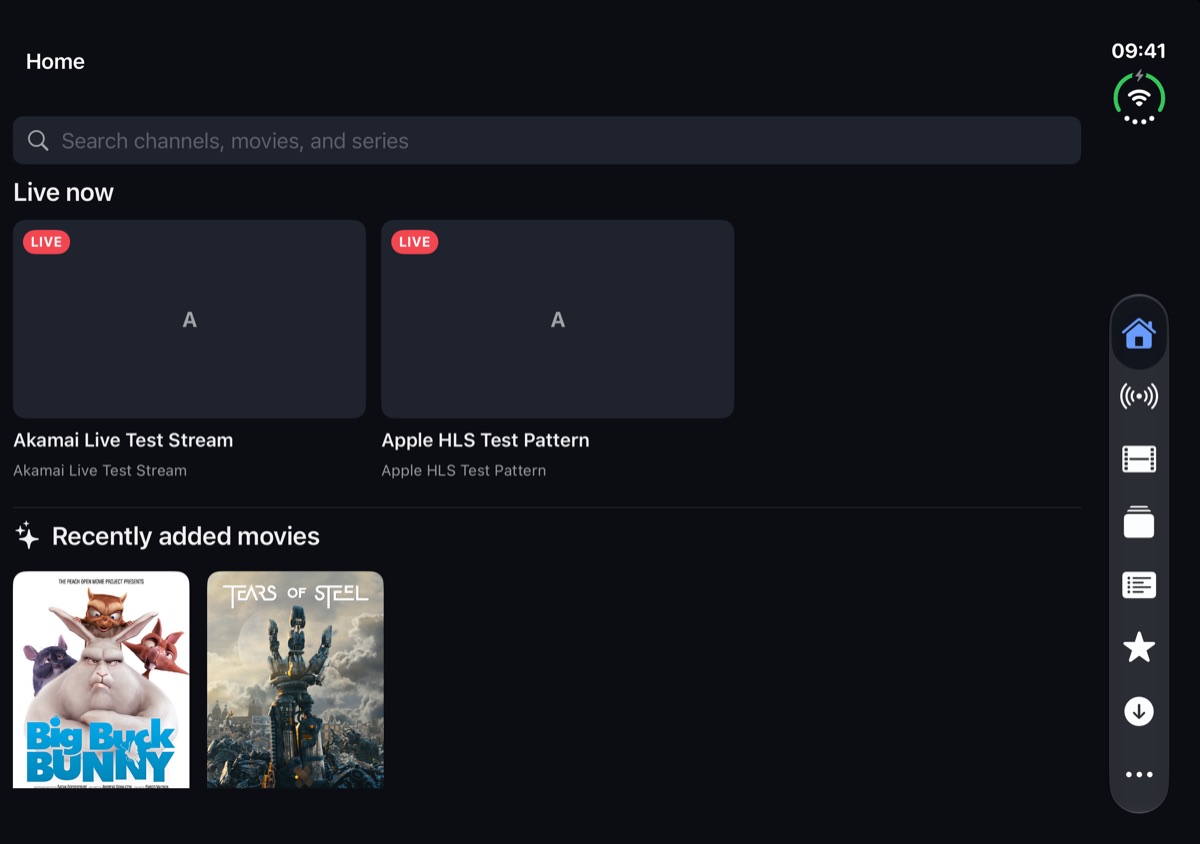 Home
09:41
Search channels, movies, and series
Live now
LIVE
LIVE
A
A
Akamai Live Test Stream
Apple HLS Test Pattern
Akamai Live Test Stream
Apple HLS Test Pattern
Recently added movies
THE PEACH OPEN MOVIE PROJECT PRESENTS
TEARS OF STEEL
Big Buck
BUNNY